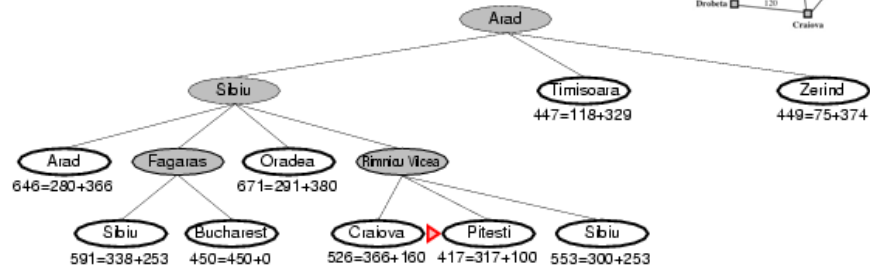 Drobeta
120
Craiova
Arad
Sibiu
Timisoara
Zerind
447=118+329
449=75+374
Arad
Fagaras
Oradea
Rimnicu Vilcea
646=280+366
671=291+380
Sibiu
Bucharest
Craiova
Pitesti
Sibiu
591=338+253
450=450+0
526=366+160
417=317+100
553=300+253